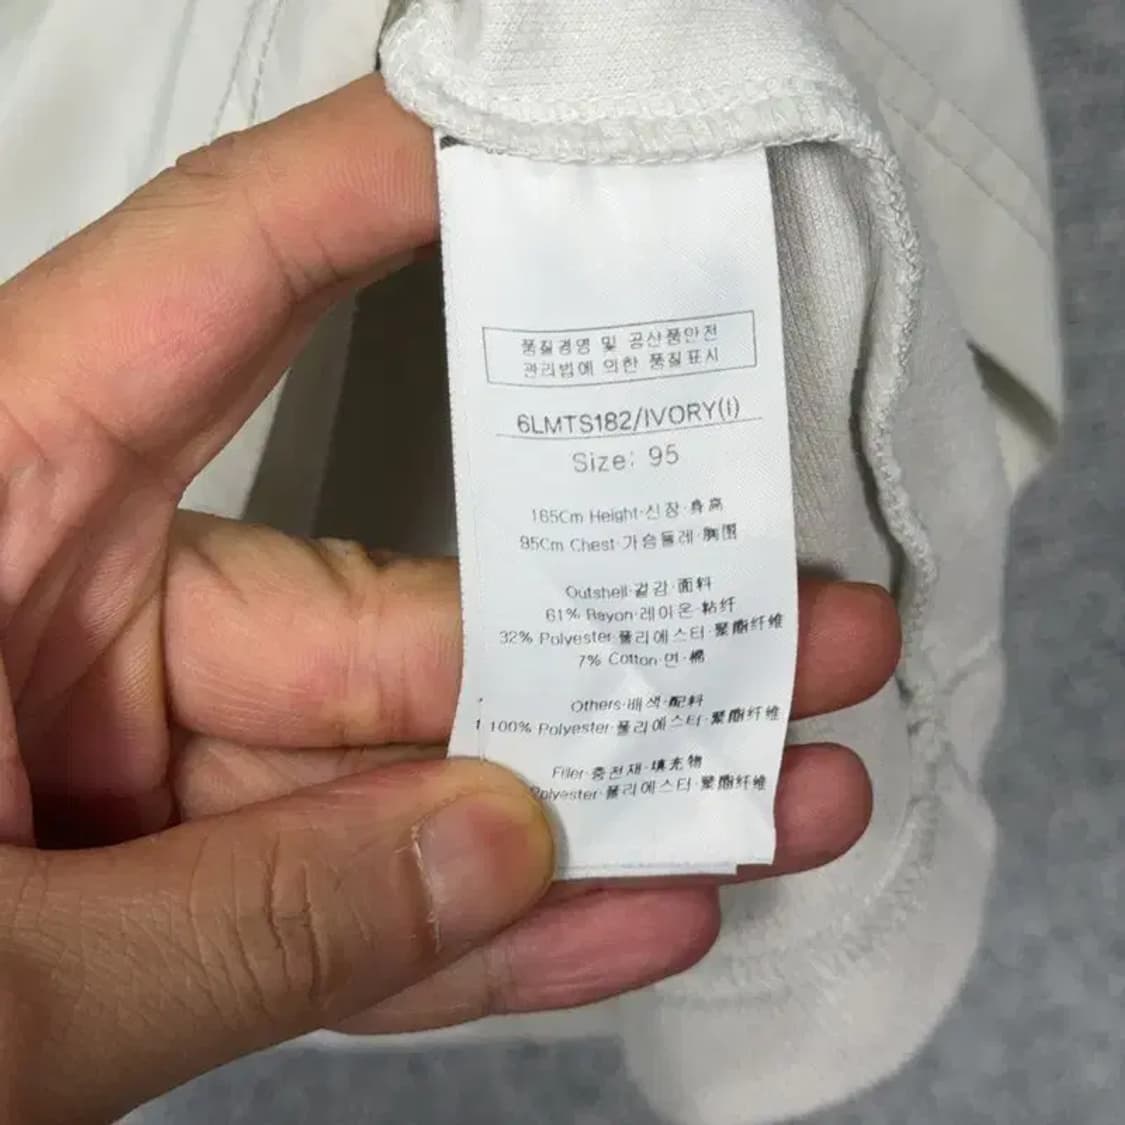 품질경영 및 공산품안전
관리법에 의한 품질표시
6LMTS182/IVORY(I)
Size: 95
165Cm Height·신장·身高
95Cm Chest·가슴둘레·胸围
Outshell·겉감·面料
61% Rayon·레이온·粘纤
32% Polyester·폴리에스터·聚酯纤维
7% Cotton·면·棉
Others·배색·配料
100% Polyester·폴리에스터·聚酯纤维
Filler·충전재·填充物
Polyester·폴리에스터·聚酯纤维